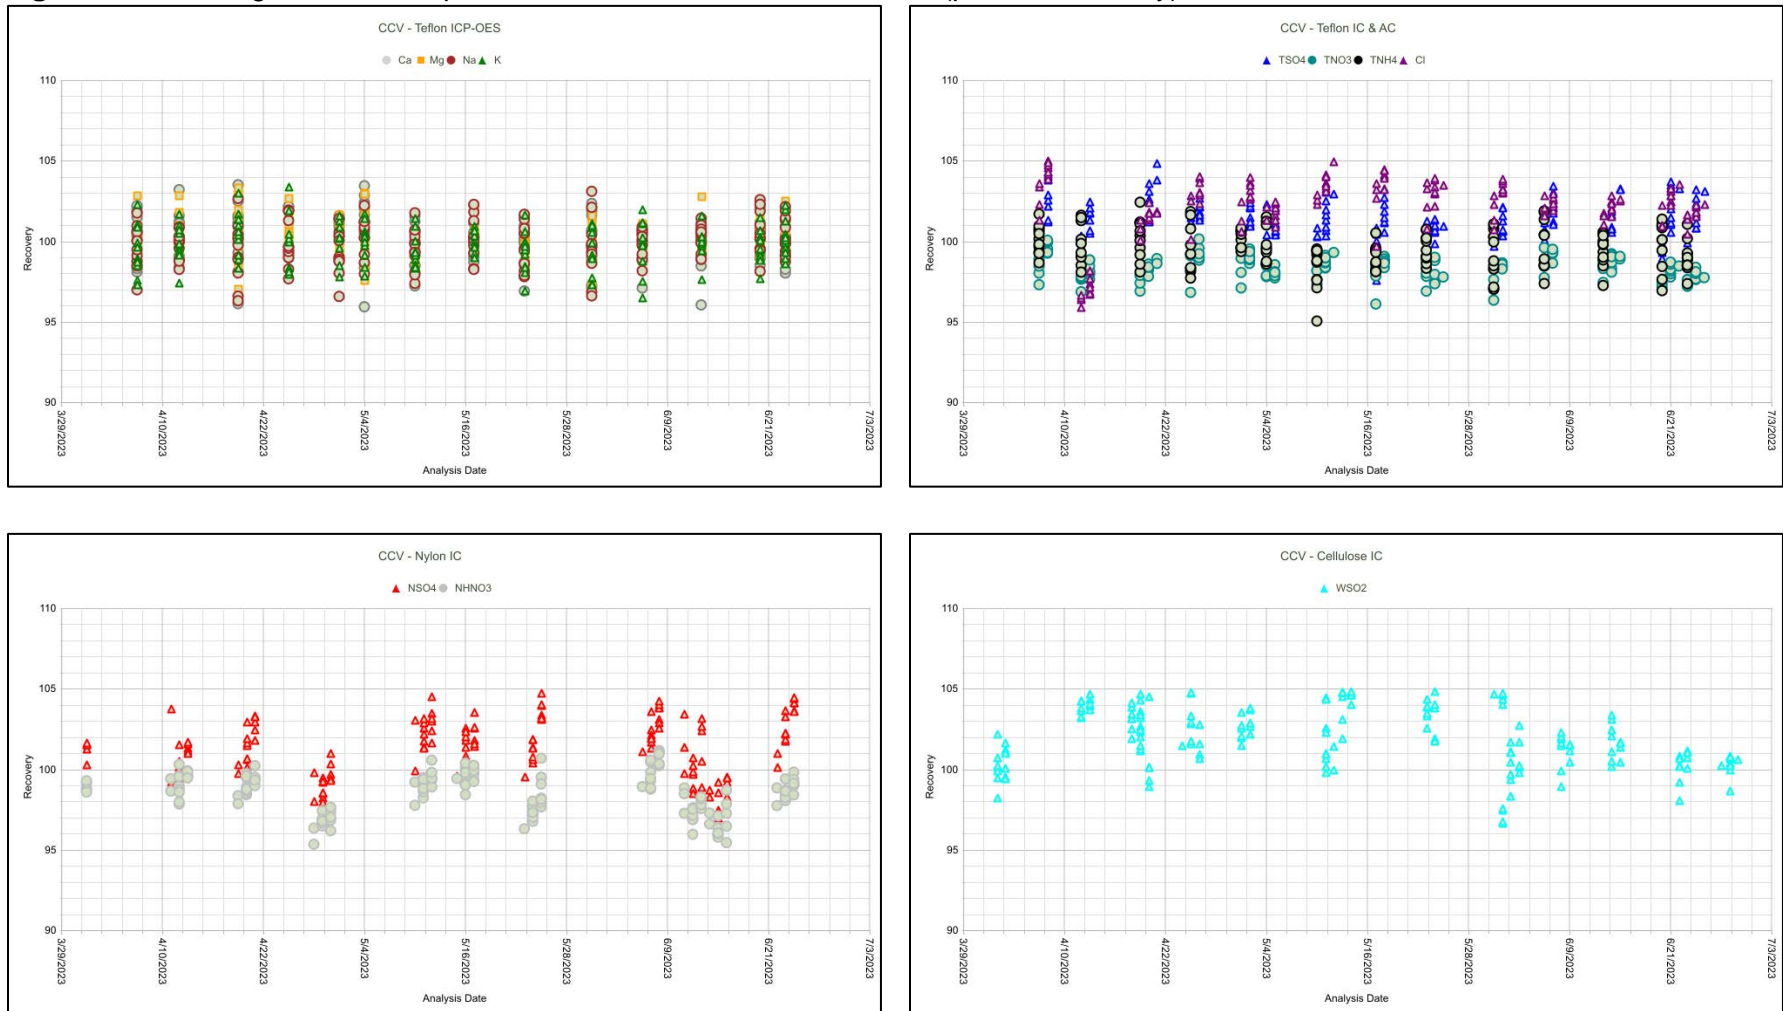 CCV - Teflon ICP-OES
Ca Mg Na K
110
105
100
95
90
Recovery
3/29/2023 4/10/2023 4/22/2023 5/4/2023 5/16/2023 5/28/2023 6/9/2023 6/21/2023 7/3/2023
Analysis Date
CCV - Teflon IC & AC
TSO4 TNO3 TNH4 Cl
110
105
100
95
90
Recovery
3/29/2023 4/10/2023 4/22/2023 5/4/2023 5/16/2023 5/28/2023 6/9/2023 6/21/2023 7/3/2023
Analysis Date
CCV - Nylon IC
NSO4 NHNO3
110
105
100
95
90
Recovery
3/29/2023 4/10/2023 4/22/2023 5/4/2023 5/16/2023 5/28/2023 6/9/2023 6/21/2023 7/3/2023
Analysis Date
CCV - Cellulose IC
WSO2
110
105
100
95
90
Recovery
3/29/2023 4/10/2023 4/22/2023 5/4/2023 5/16/2023 5/28/2023 6/9/2023 6/21/2023 7/3/2023
Analysis Date